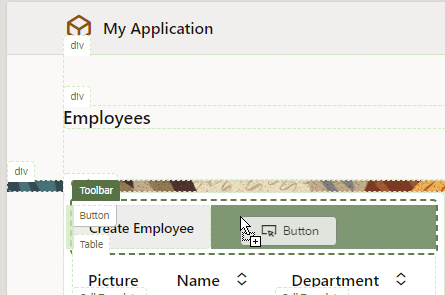 My Application
div
div
Employees
div
Toolbar
Button
Create Employee
Button
Table
Picture Name Department